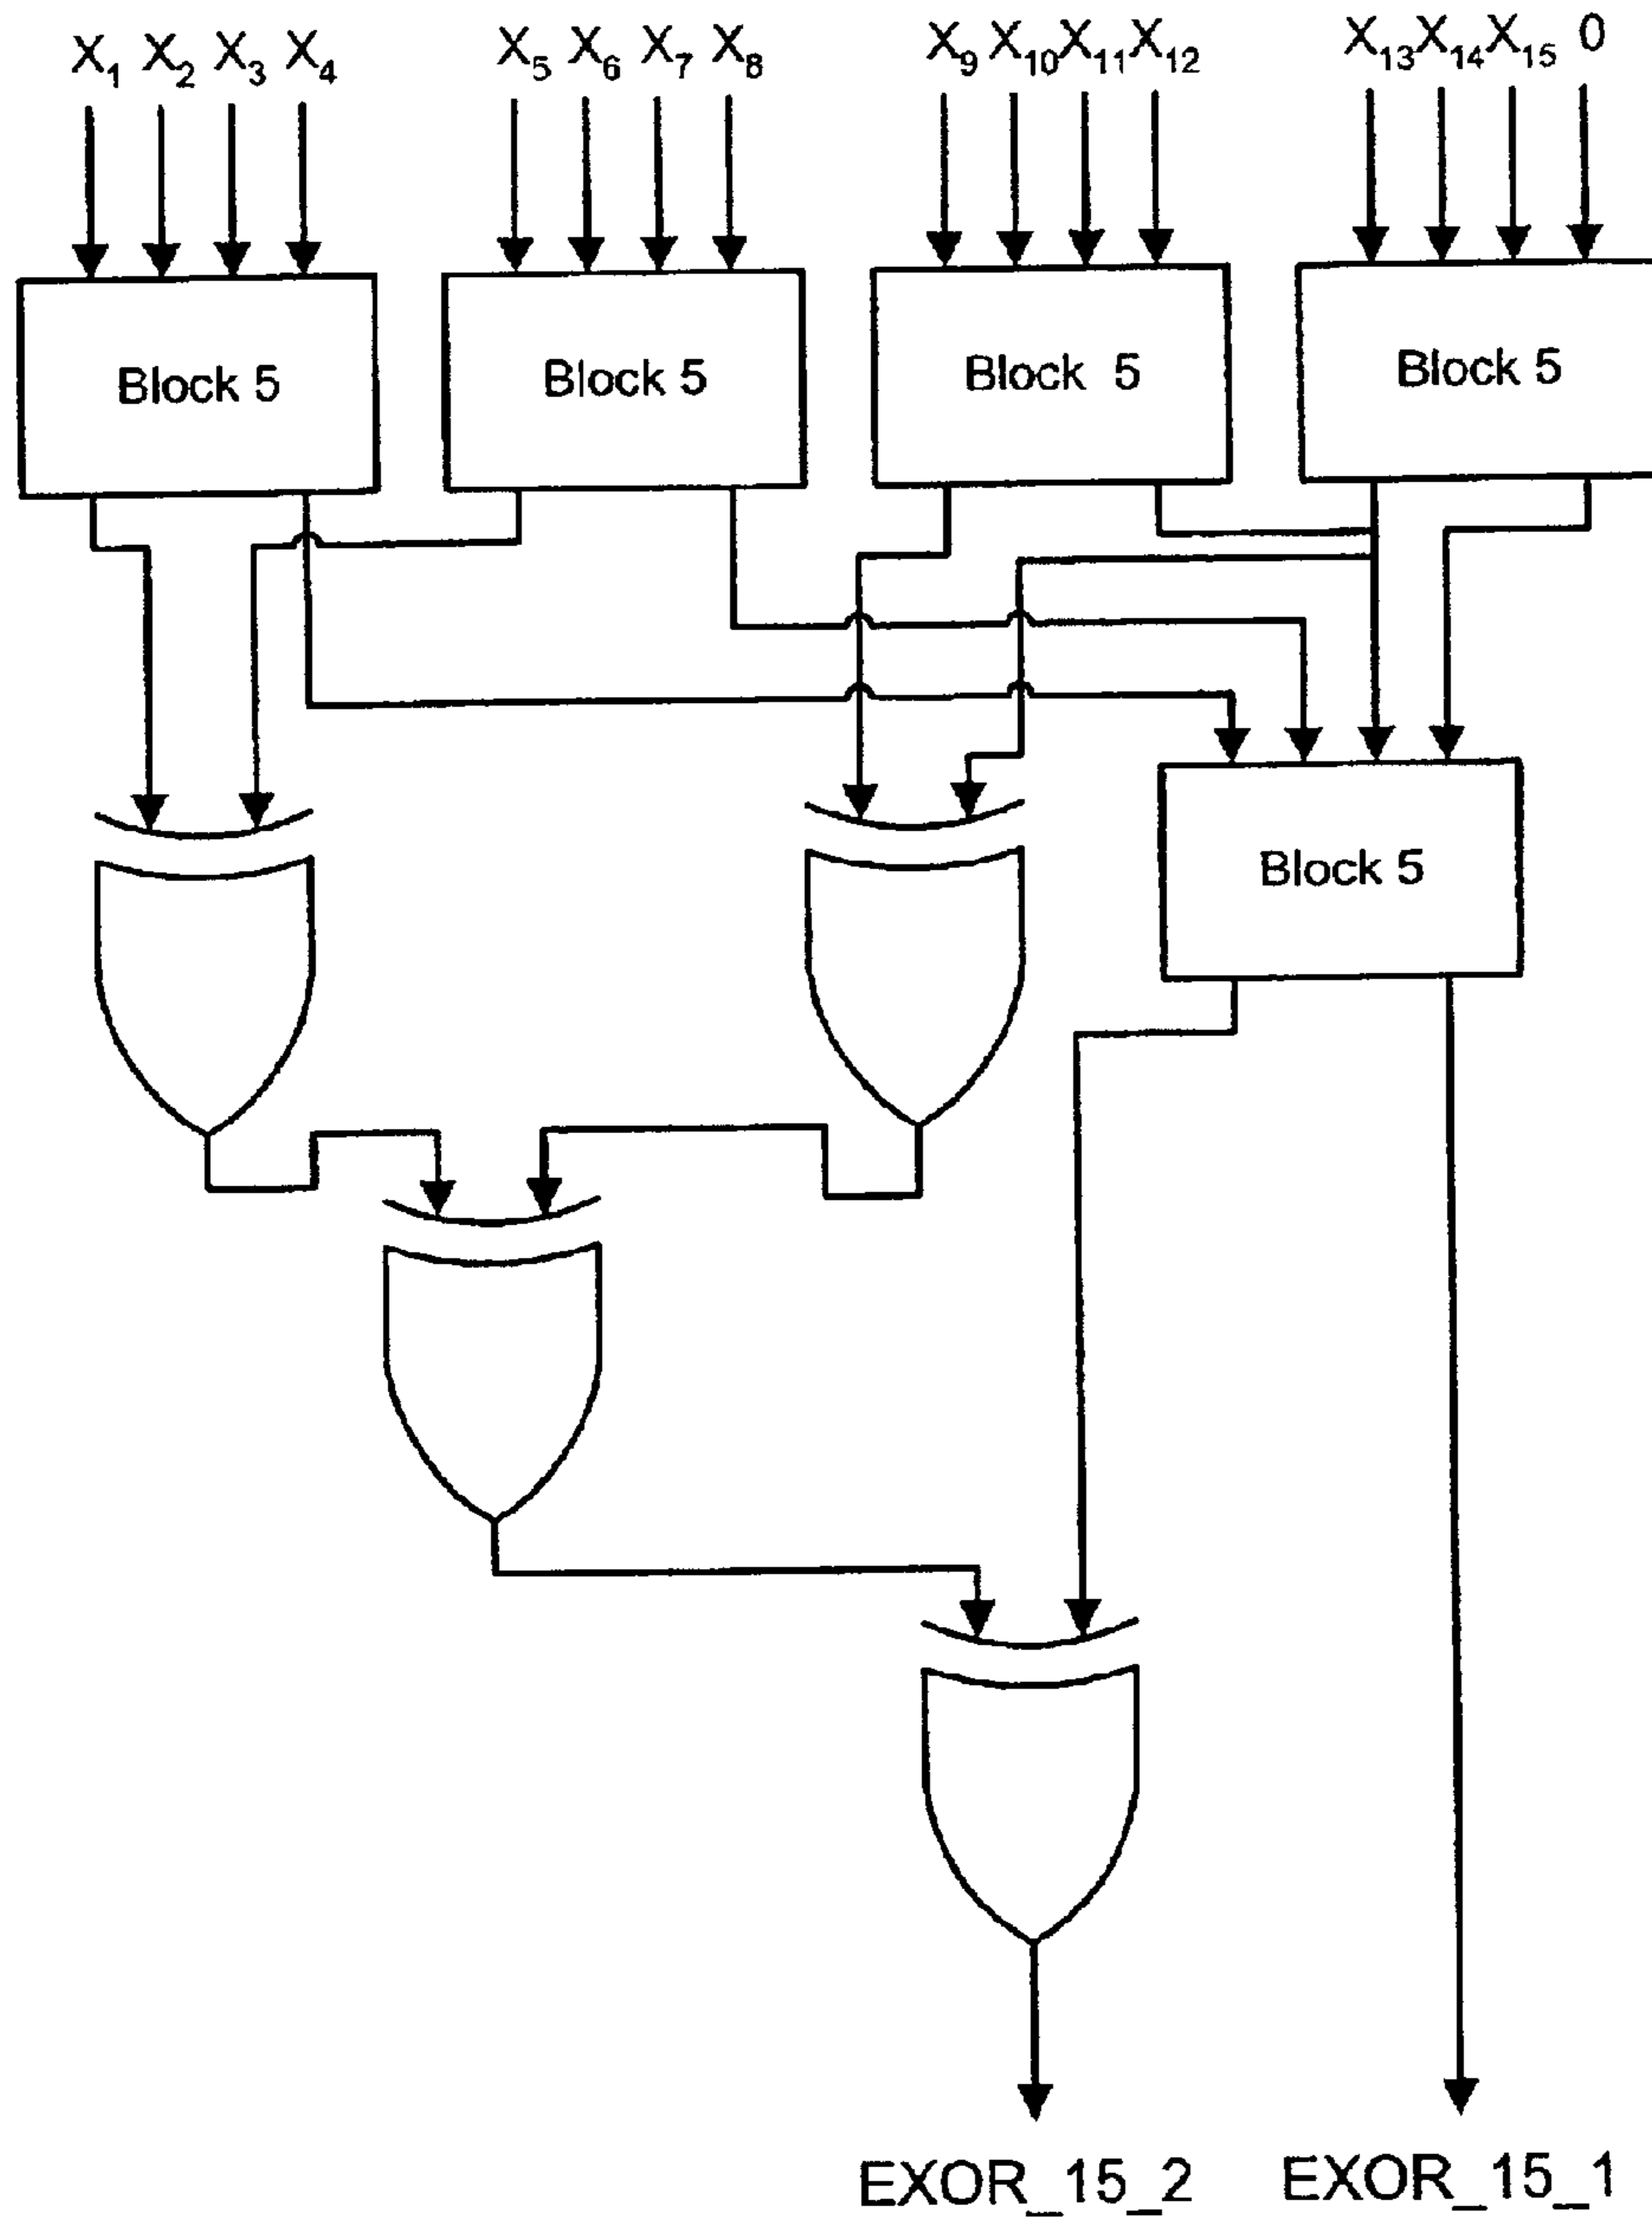 X₁ X₂ X₃ X₄ X₅ X₆ X₇ X₈ X₉ X₁₀ X₁₁ X₁₂ X₁₃ X₁₄ X₁₅ 0
Block 5 Block 5 Block 5 Block 5
Block 5
EXOR_15_2 EXOR_15_1